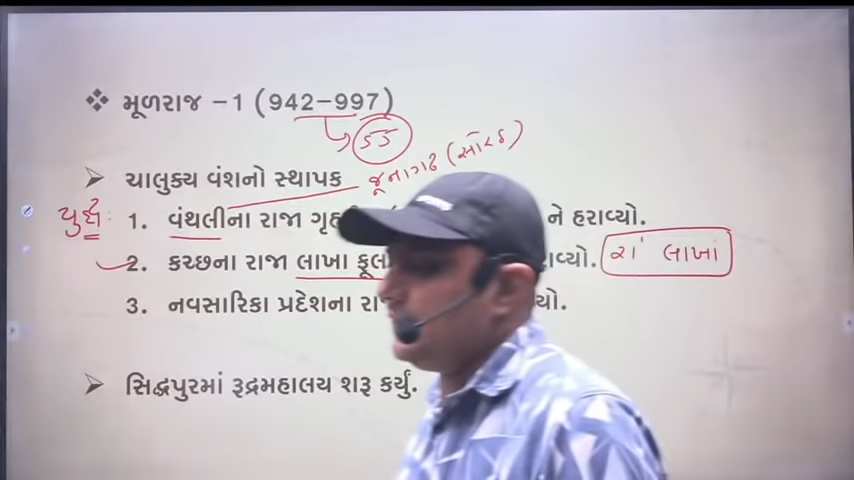 ❖ મૂળરાજ -1 (942-997)
55
➢ ચાલુક્ય વંશનો સ્થાપક
જૂનાગઢ (સોરઠ)
યુદ્ધ :
1. વંથલીના રાજા ને હરાવ્યો.
2. કચ્છના રાજા લાખા રા' લાખા
3. નવસારિકા પ્રદેશના
➢ સિદ્ધપુરમાં રૂદ્રમહાલય શરૂ કર્યું.